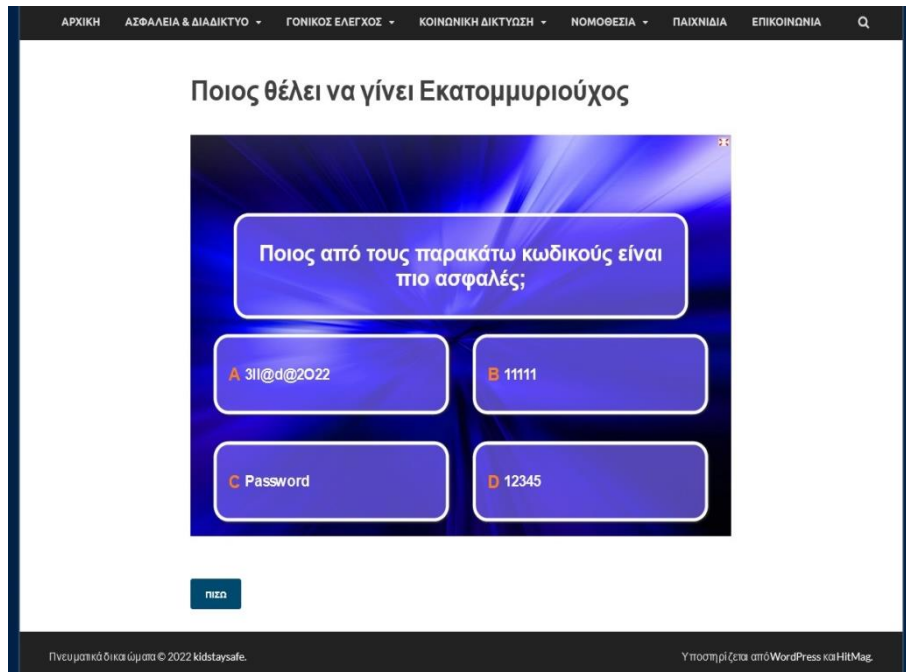 ΑΡΧΙΚΗ ΑΣΦΑΛΕΙΑ & ΔΙΑΔΙΚΤΥΟ ΓΟΝΙΚΟΣ ΕΛΕΓΧΟΣ ΚΟΙΝΩΝΙΚΗ ΔΙΚΤΥΩΣΗ ΝΟΜΟΘΕΣΙΑ ΠΑΙΧΝΙΔΙΑ ΕΠΙΚΟΙΝΩΝΙΑ
Ποιος θέλει να γίνει Εκατομμυριούχος
Ποιος από τους παρακάτω κωδικούς είναι
πιο ασφαλές;
A 3ll@d@2O22
B 11111
C Password
D 12345
ΠΙΣΩ
Πνευματικά δικαιώματα © 2022 kidstaysafe.
Υποστηρίζεται από WordPress και HitMag.